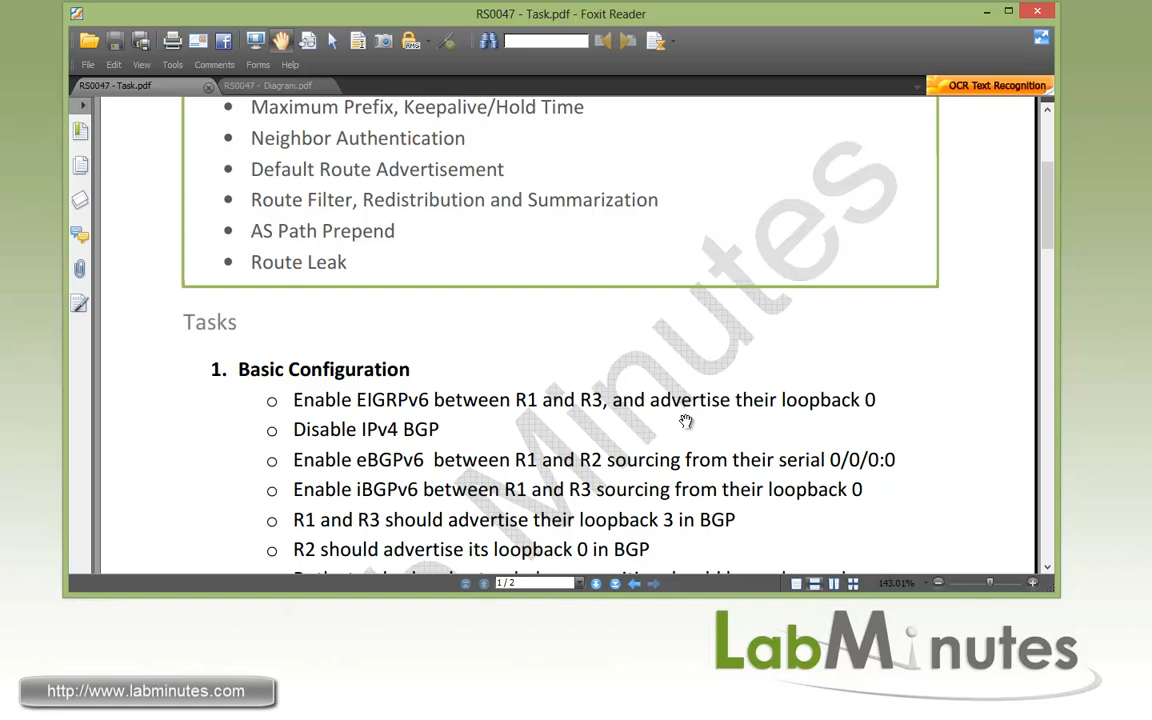 RS0047 - Task.pdf - Foxit Reader
File Edit View Tools Comments Forms Help
RS0047 - Task.pdf RS0047 - Diagram.pdf OCR Text Recognition
• Maximum Prefix, Keepalive/Hold Time
• Neighbor Authentication
• Default Route Advertisement
• Route Filter, Redistribution and Summarization
• AS Path Prepend
• Route Leak
Tasks
1. Basic Configuration
o Enable EIGRPv6 between R1 and R3, and advertise their loopback 0
o Disable IPv4 BGP
o Enable eBGPv6 between R1 and R2 sourcing from their serial 0/0/0:0
o Enable iBGPv6 between R1 and R3 sourcing from their loopback 0
o R1 and R3 should advertise their loopback 3 in BGP
o R2 should advertise its loopback 0 in BGP
1 / 2 143.01%
LabMinutes
http://www.labminutes.com